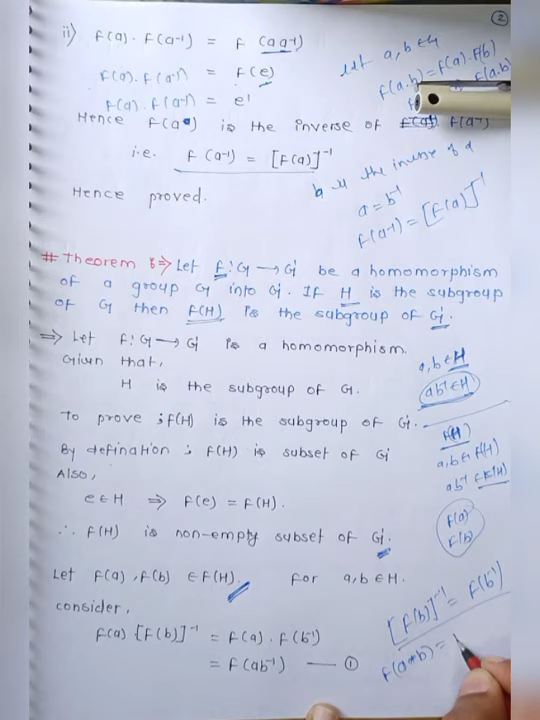 ②
ii) f(a) . f(a⁻¹) = f (aa⁻¹)
f(a) . f(a⁻¹) = f(e)
f(a) . f(a⁻¹) = e'
Hence f(a) is the inverse of f(a⁻¹)
i.e. f(a⁻¹) = [f(a)]⁻¹
Hence proved.
let a, b ∈ G
f(a.b) = f(a) . f(b)
f(a.b)
b is the inverse of a
a = b⁻¹
f(a⁻¹) = [f(a)]⁻¹
# Theorem :⇒ Let f: G → G' be a homomorphism
of a group G into G'. If H is the subgroup
of G then f(H) is the subgroup of G'.
⇒ Let f: G → G' is a homomorphism.
Given that,
H is the subgroup of G.
To prove ; f(H) is the subgroup of G'.
By defination ; f(H) is subset of G'
Also,
e ∈ H ⇒ f(e) = f(H).
∴ f(H) is non-empty subset of G'.
Let f(a), f(b) ∈ f(H). for a, b ∈ H.
consider,
f(a) [f(b)]⁻¹ = f(a) . f(b⁻¹)
= f(ab⁻¹) — ①
a, b ∈ H
ab⁻¹ ∈ H
f(H)
a, b ∈ f(H)
ab⁻¹ ∈ f(H)
f(a)
f(b)
[f(b)]⁻¹ = f(b⁻¹)
f(a*b) =